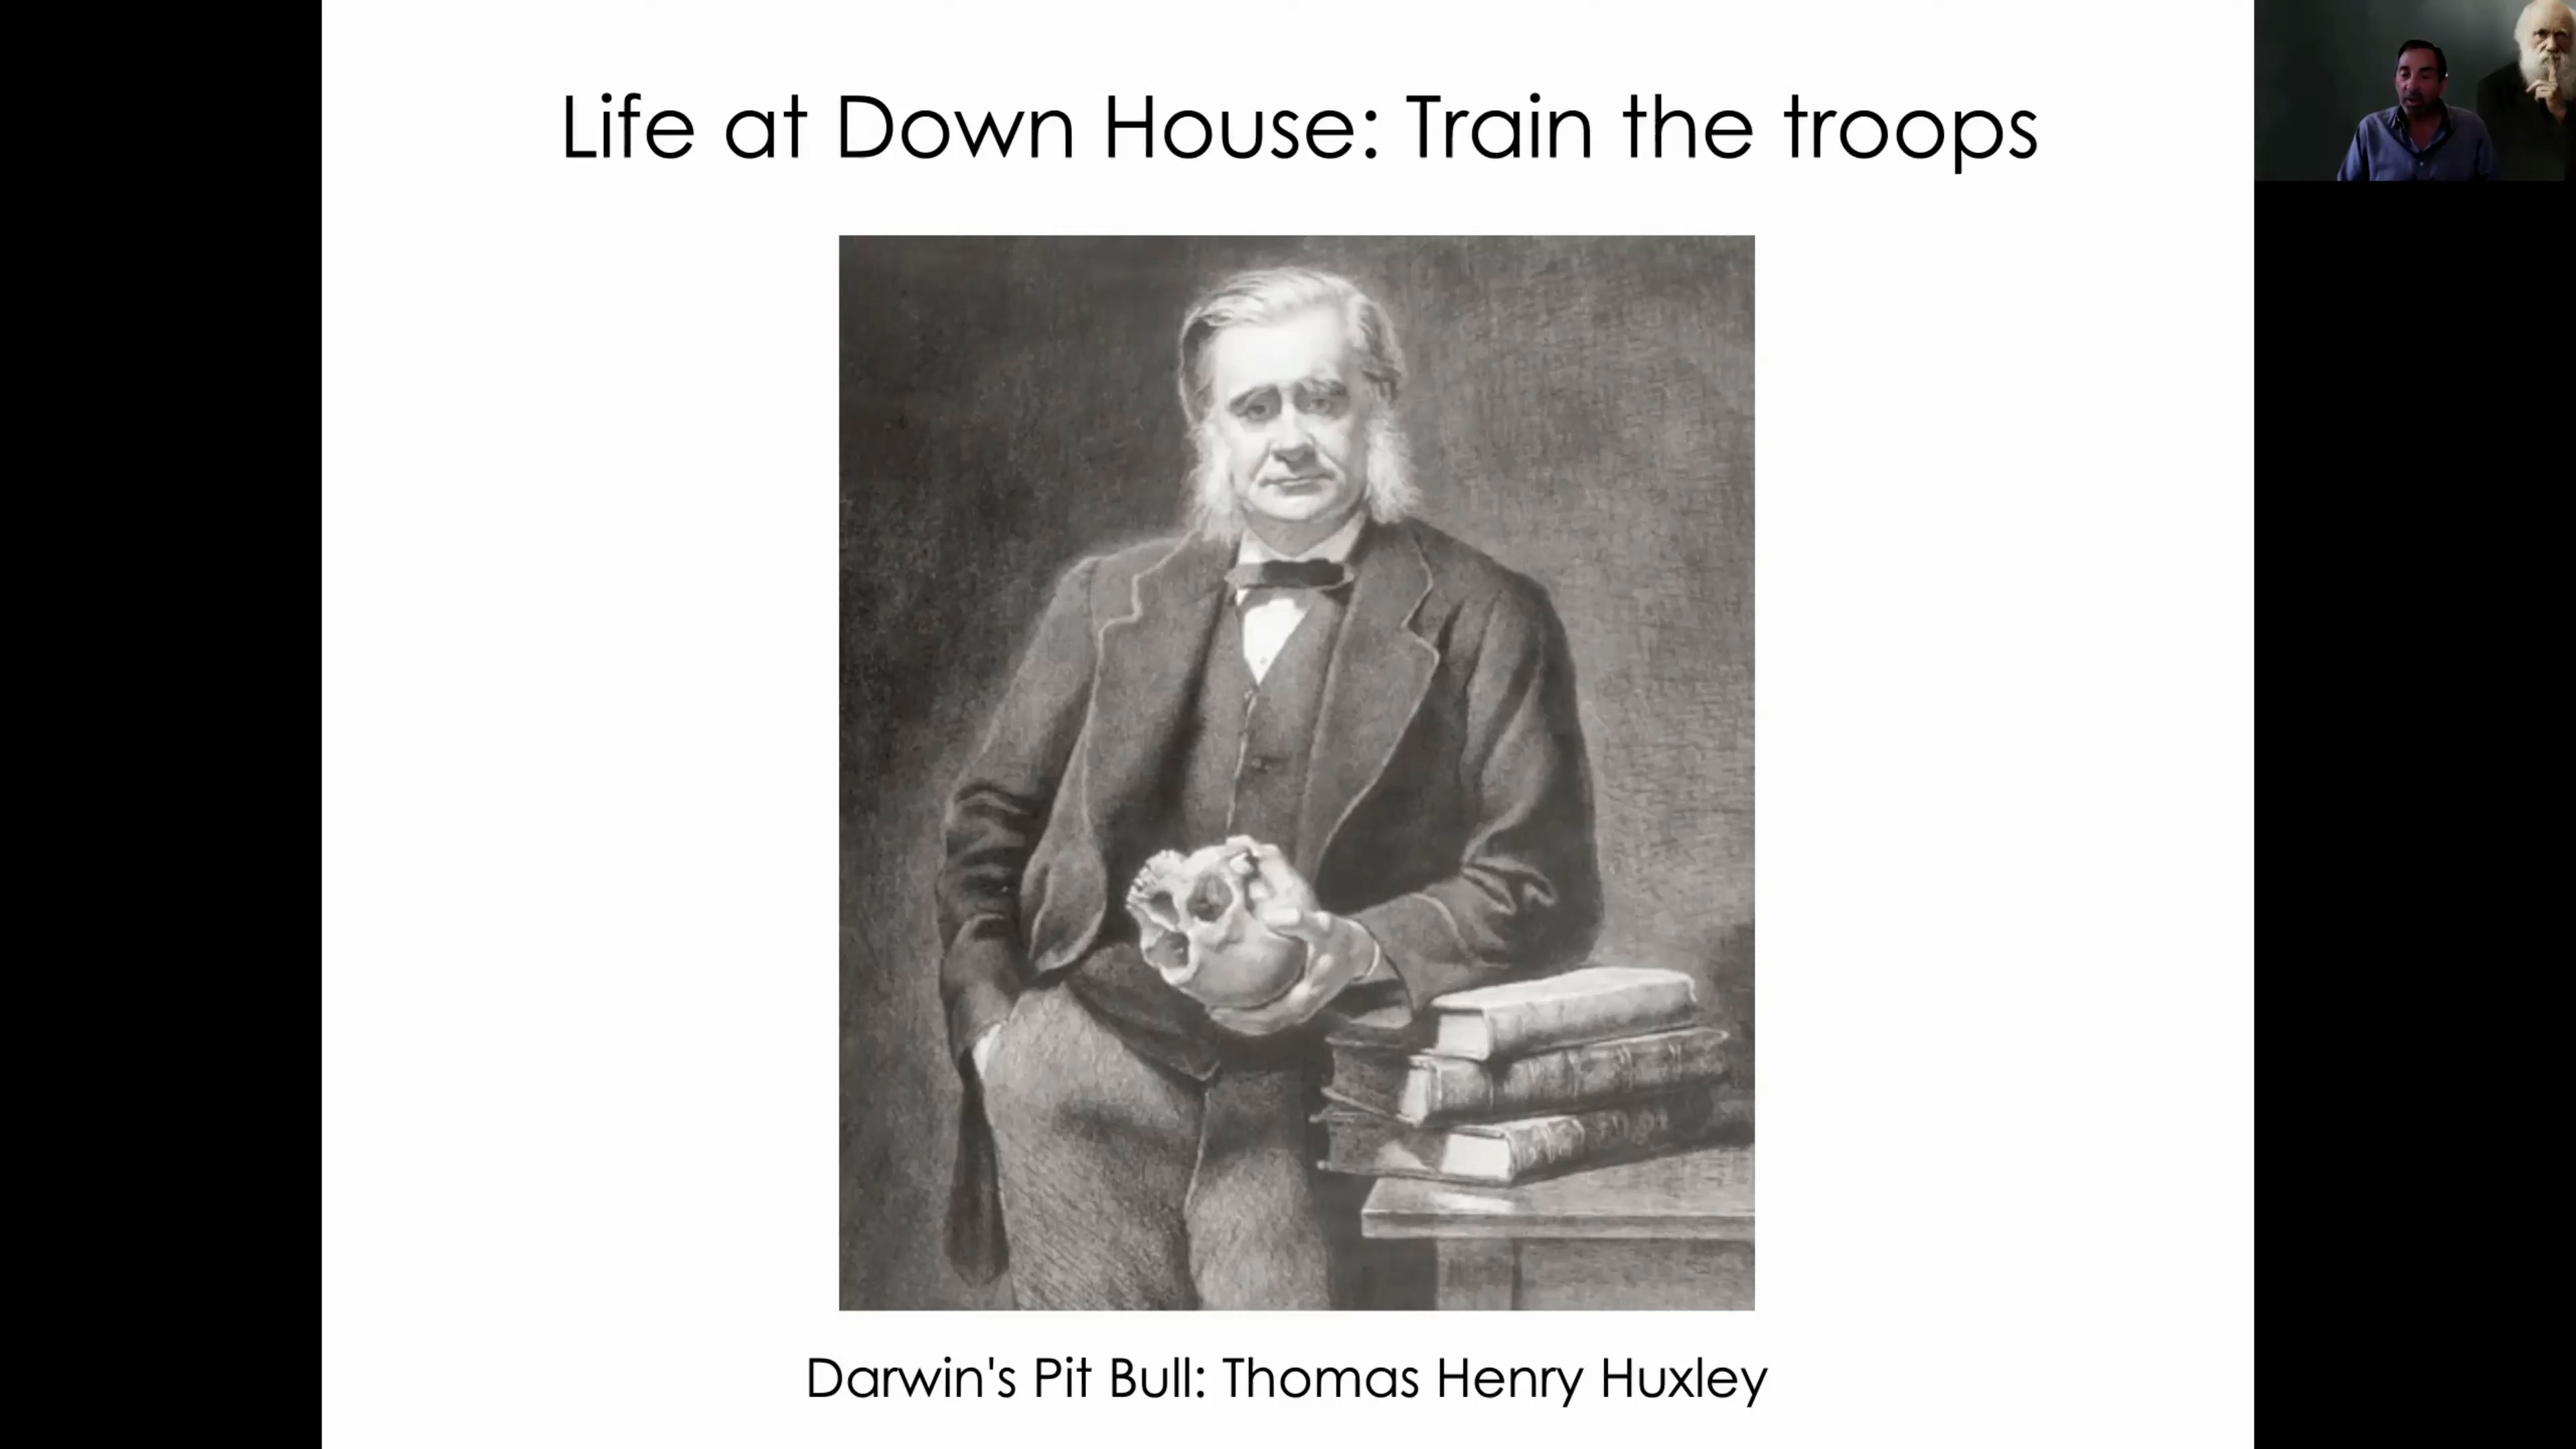 Life at Down House: Train the troops
Darwin's Pit Bull: Thomas Henry Huxley